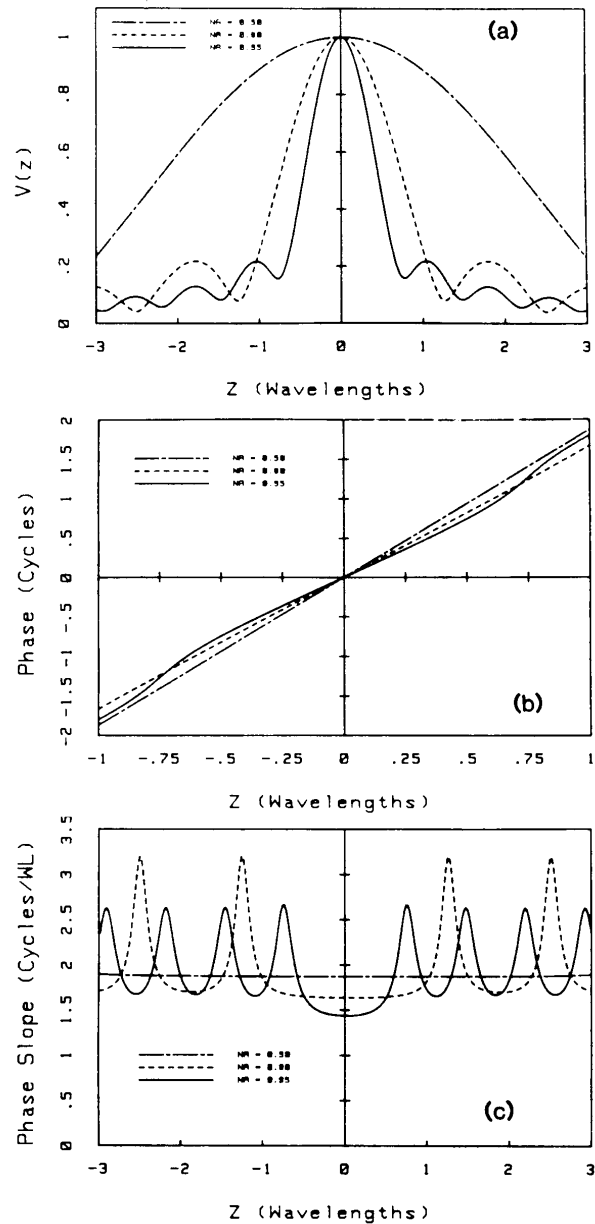 (a)
NA = 0.50
NA = 0.80
NA = 0.95
V(z)
1
.8
.6
.4
.2
0
-3 -2 -1 0 1 2 3
Z (Wavelengths)
(b)
NA = 0.50
NA = 0.80
NA = 0.95
Phase (Cycles)
2
1.5
1
.5
0
-.5
-1
-1.5
-2
-1 -.75 -.5 -.25 0 .25 .5 .75 1
Z (Wavelengths)
(c)
NA = 0.50
NA = 0.80
NA = 0.95
Phase Slope (Cycles/WL)
3.5
3
2.5
2
1.5
1
.5
0
-3 -2 -1 0 1 2 3
Z (Wavelengths)